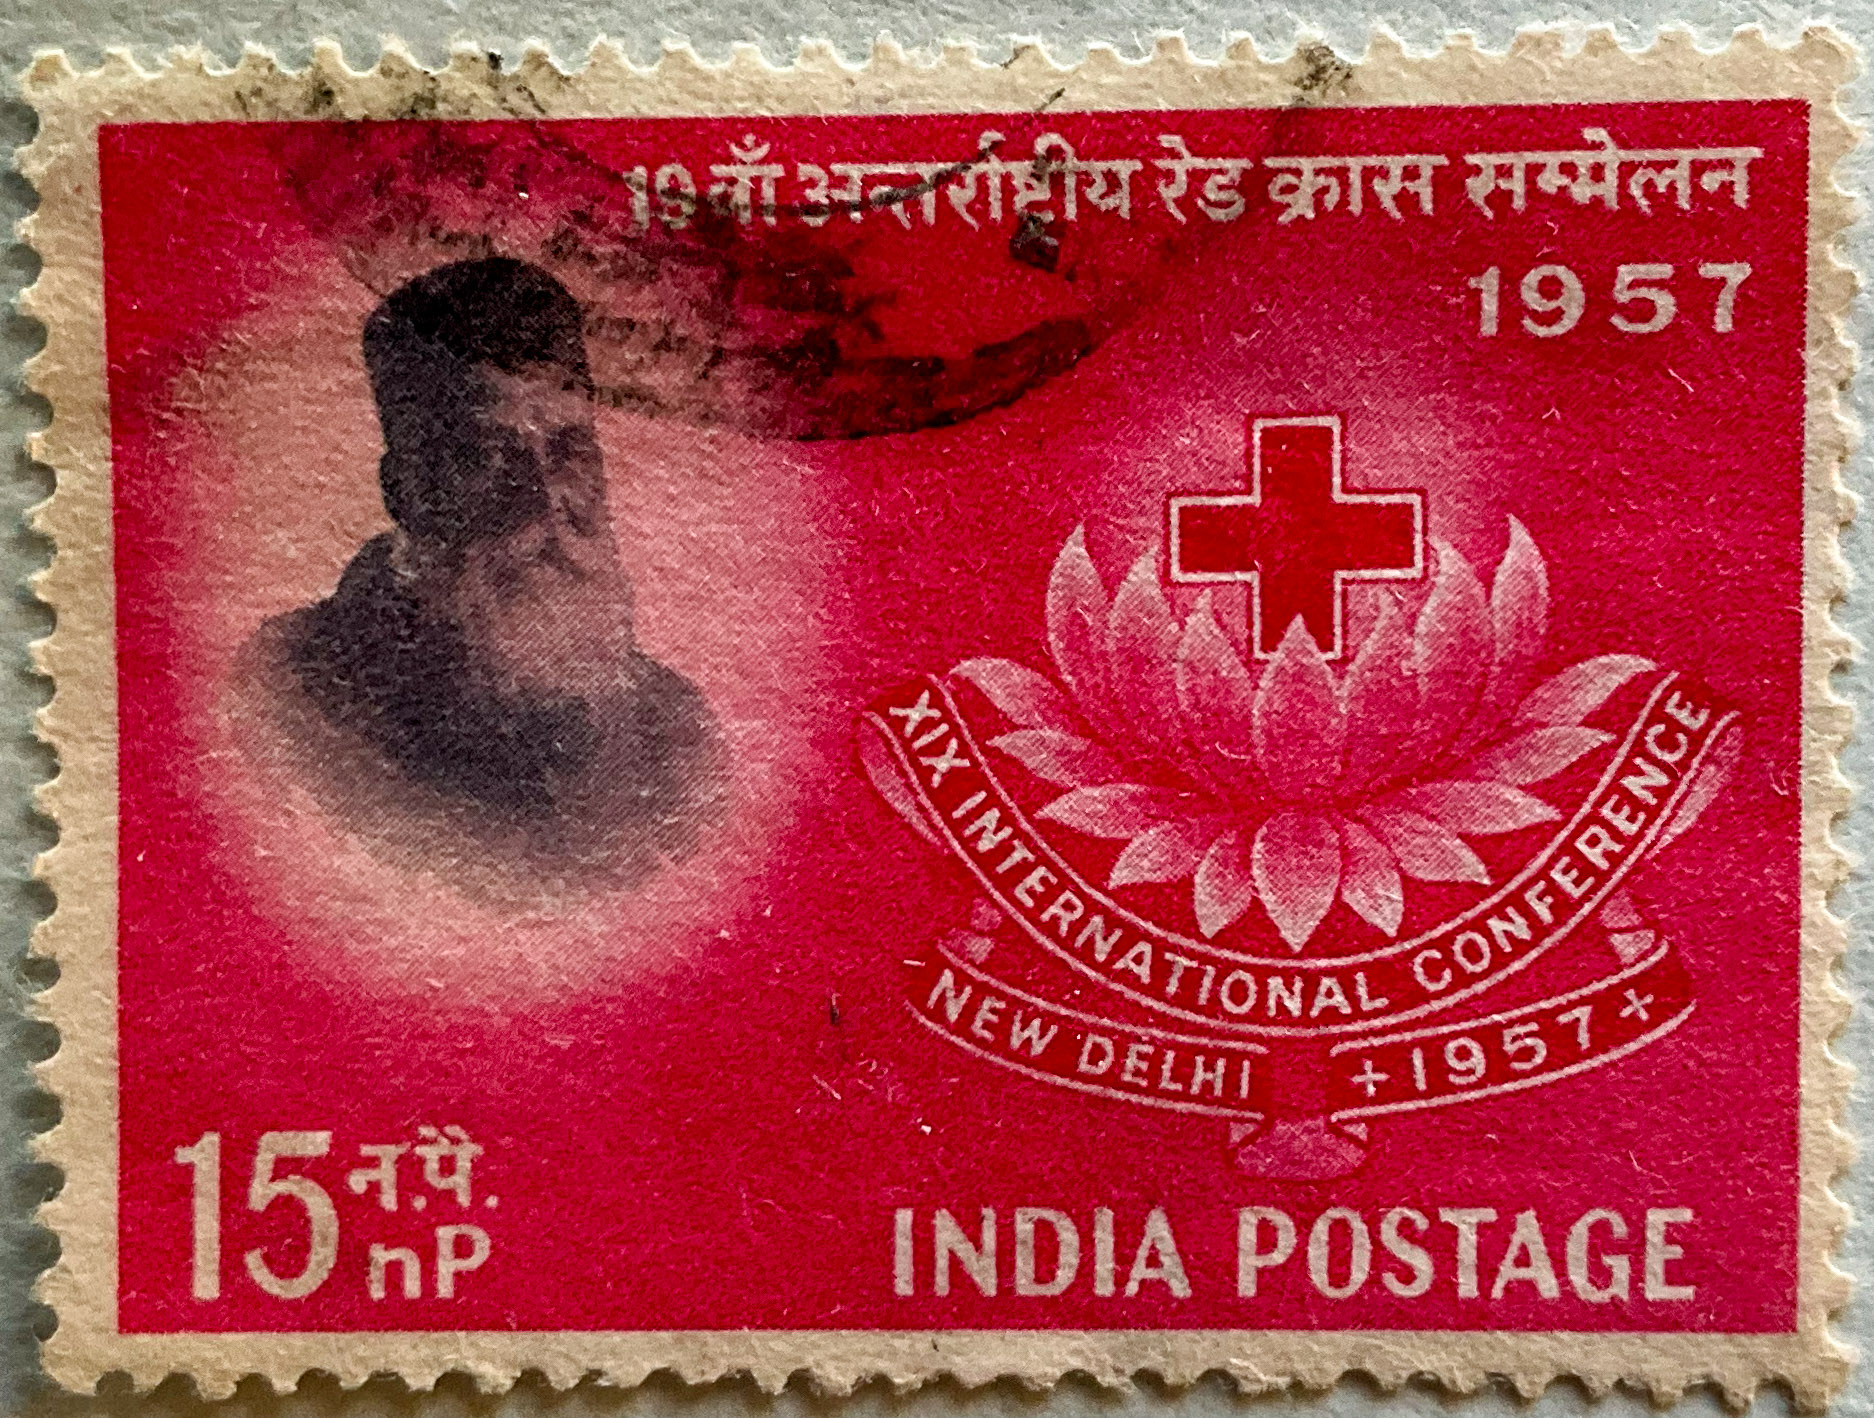 19वाँ अन्तर्राष्ट्रीय रेड क्रास सम्मेलन
1957
XIX INTERNATIONAL CONFERENCE
NEW DELHI +1957+
15 न.पै.
nP
INDIA POSTAGE